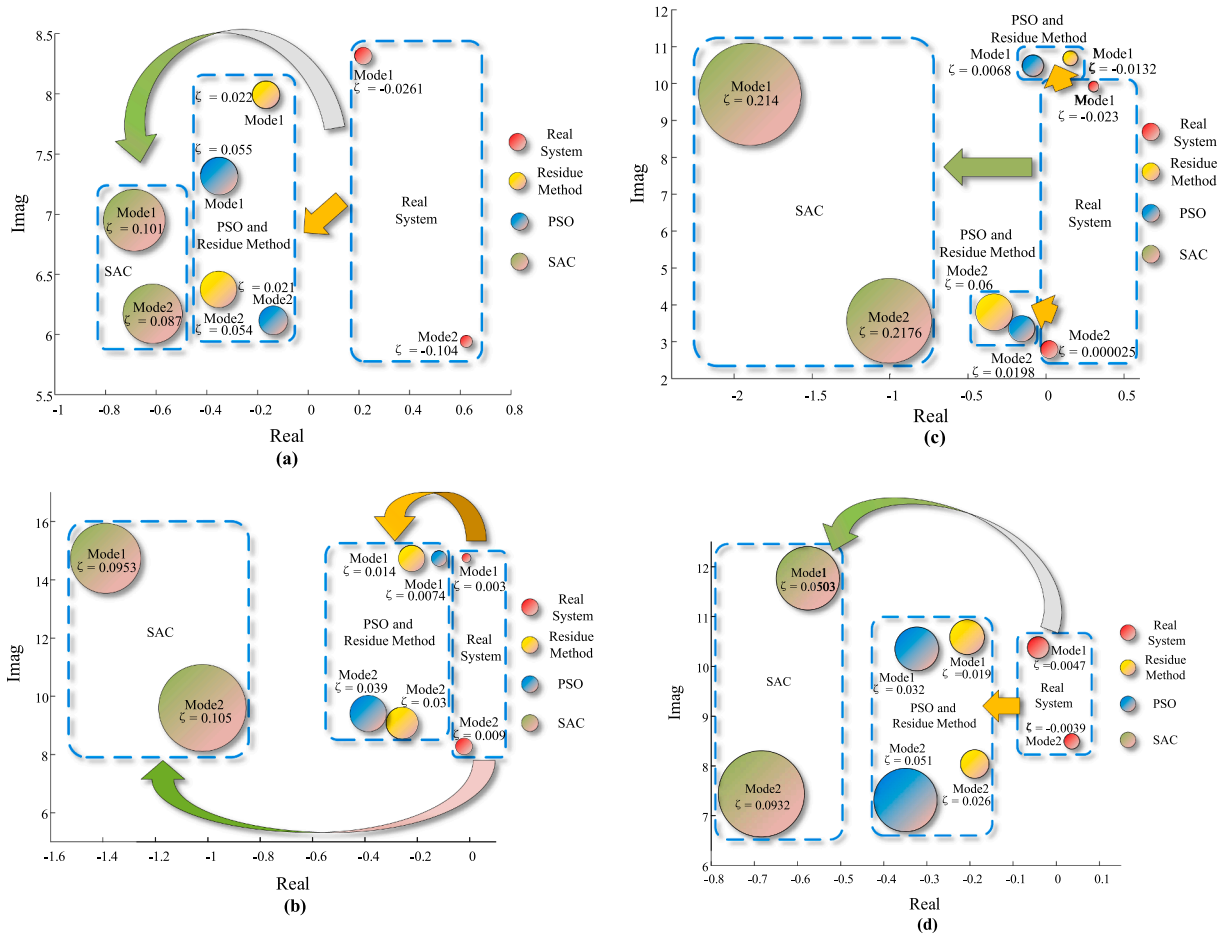 8.5
8
7.5
7
6.5
6
5.5
Imag
-1
-0.8
-0.6
-0.4
-0.2
0
0.2
0.4
0.6
0.8
Real
(a)
Mode1
ζ = -0.0261
ζ = 0.022
Mode1
ζ = 0.055
Mode1
PSO and
Residue Method
ζ = 0.021
Mode2
Mode2
ζ = 0.054
Mode1
ζ = 0.101
SAC
Mode2
ζ = 0.087
Real
System
Mode2
ζ = -0.104
Real
System
Residue
Method
PSO
SAC
12
11
10
9
8
7
6
5
4
3
2
Imag
-2
-1.5
-1
-0.5
0
0.5
Real
(c)
PSO and
Residue Method
Mode1
ζ = 0.0068
Mode1
ζ = -0.0132
Mode1
ζ = -0.023
Mode1
ζ = 0.214
SAC
Mode2
ζ = 0.2176
PSO and
Residue Method
Mode2
ζ = 0.06
Mode2
ζ = 0.0198
Real
System
Mode2
ζ = 0.000025
Real
System
Residue
Method
PSO
SAC
16
14
12
10
8
6
Imag
-1.6
-1.4
-1.2
-1
-0.8
-0.6
-0.4
-0.2
0
Real
(b)
Mode1
ζ = 0.0953
SAC
Mode2
ζ = 0.105
Mode1
ζ = 0.014
Mode1
ζ = 0.0074
PSO and
Residue Method
Mode2
ζ = 0.039
Mode2
ζ = 0.03
Mode1
ζ = 0.003
Real
System
Mode2
ζ = 0.009
Real
System
Residue
Method
PSO
SAC
12
11
10
9
8
7
6
Imag
-0.8
-0.7
-0.6
-0.5
-0.4
-0.3
-0.2
-0.1
0
0.1
Real
(d)
Mode1
ζ = 0.0503
SAC
Mode2
ζ = 0.0932
Mode1
ζ = 0.032
Mode1
ζ =0.019
PSO and
Residue Method
Mode2
ζ = 0.051
Mode2
ζ = 0.026
Mode1
ζ =0.0047
Real
System
ζ = -0.0039
Mode2
Real
System
Residue
Method
PSO
SAC